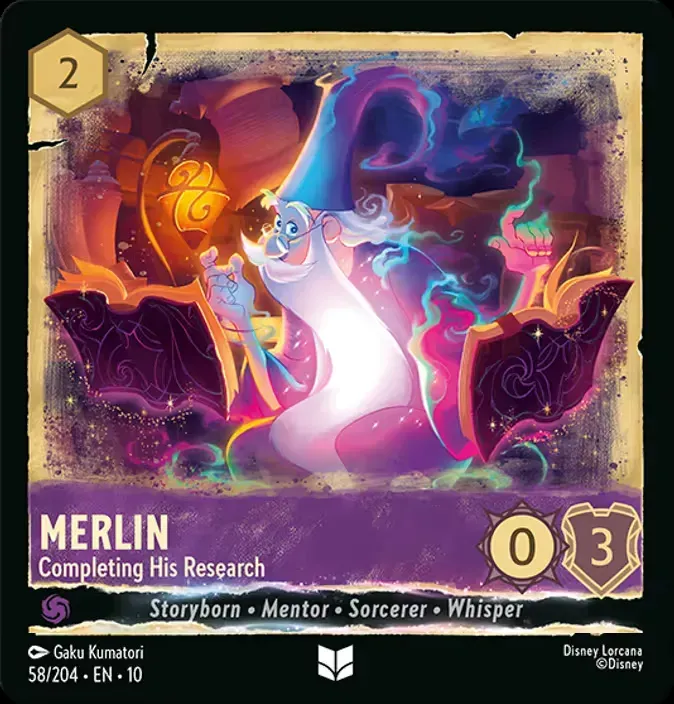 2
MERLIN
Completing His Research
0
3
Storyborn • Mentor • Sorcerer • Whisper
Gaku Kumatori
58/204 • EN • 10
Disney Lorcana
©Disney